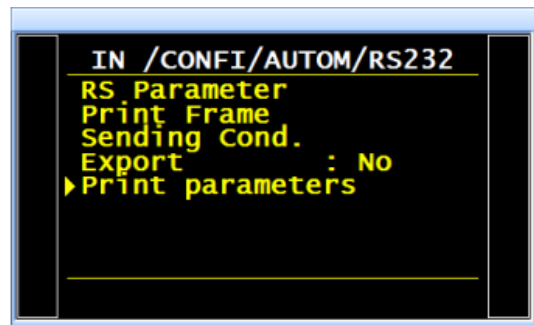 IN /CONFI/AUTOM/RS232
RS Parameter
Print Frame
Sending Cond.
Export : No
Print parameters